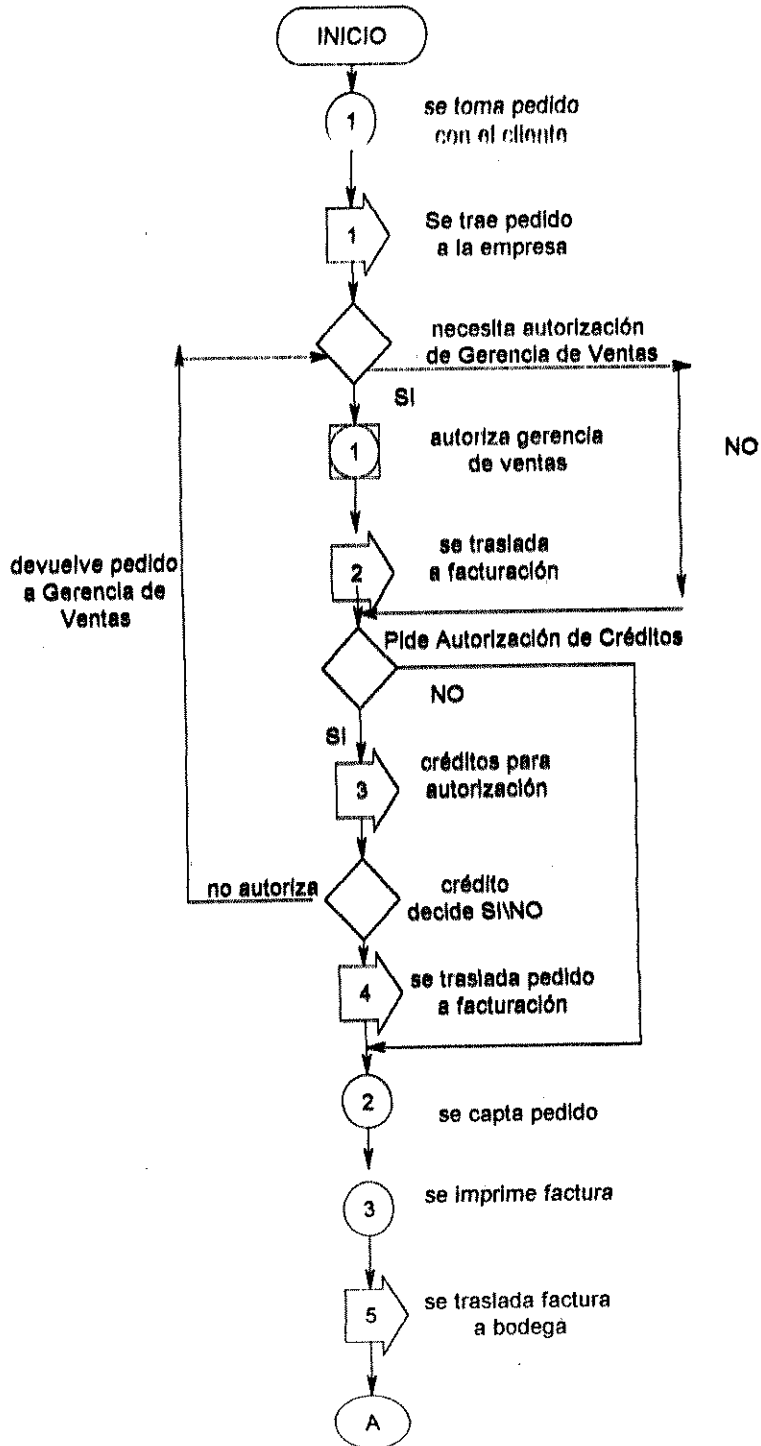 INICIO
1
se toma pedido
con el cliente
1
Se trae pedido
a la empresa
necesita autorización
de Gerencia de Ventas
SI
NO
1
autoriza gerencia
de ventas
devuelve pedido
a Gerencia de
Ventas
2
se traslada
a facturación
Pide Autorización de Créditos
NO
SI
3
créditos para
autorización
no autoriza
crédito
decide SI\NO
4
se traslada pedido
a facturación
2
se capta pedido
3
se imprime factura
5
se traslada factura
a bodega
A